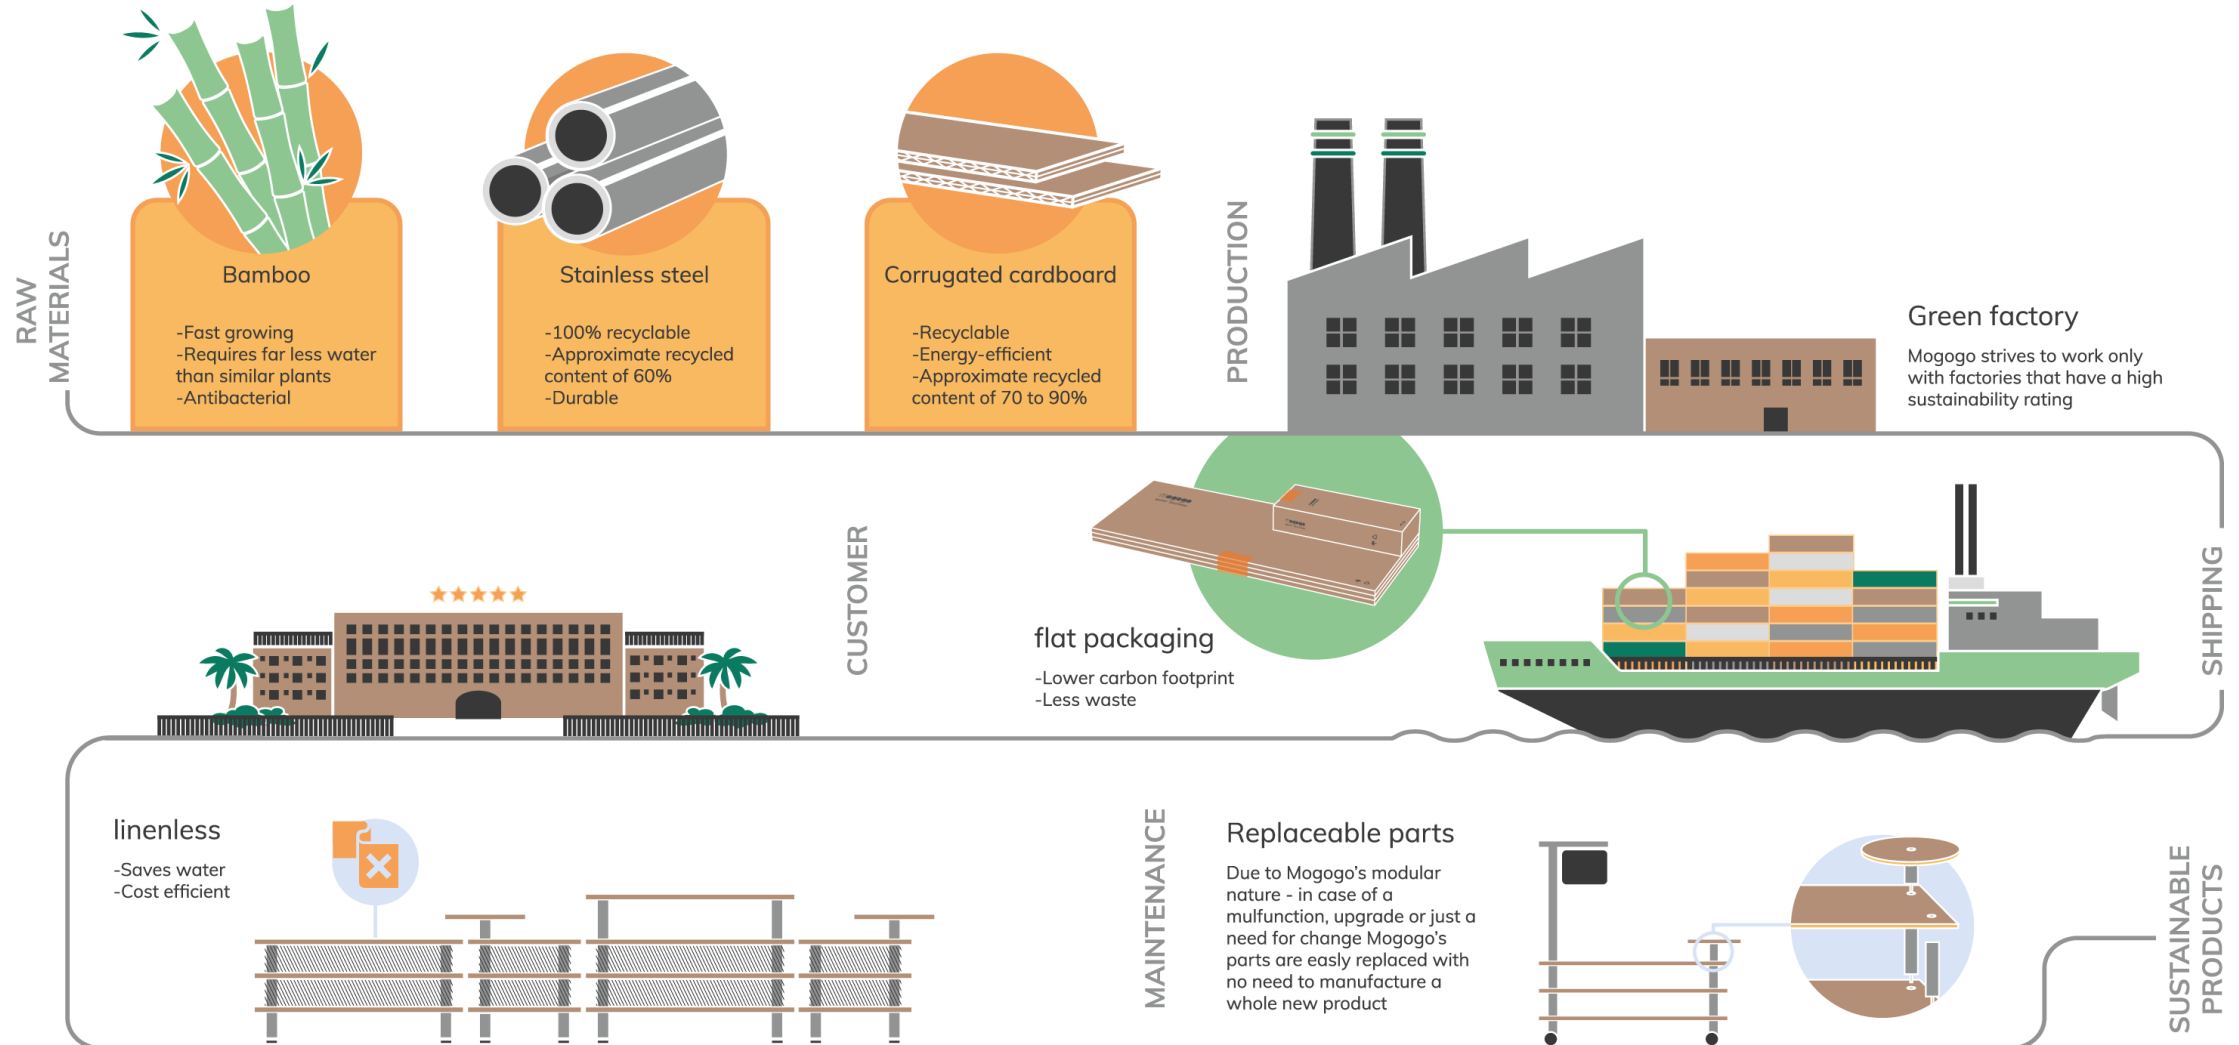 RAW
MATERIALS
Bamboo
-Fast growing
-Requires far less water
than similar plants
-Antibacterial
Stainless steel
-100% recyclable
-Approximate recycled
content of 60%
-Durable
Corrugated cardboard
-Recyclable
-Energy-efficient
-Approximate recycled
content of 70 to 90%
PRODUCTION
Green factory
Mogogo strives to work only
with factories that have a high
sustainability rating
SHIPPING
flat packaging
-Lower carbon footprint
-Less waste
CUSTOMER
linenless
-Saves water
-Cost efficient
MAINTENANCE
Replaceable parts
Due to Mogogo's modular
nature - in case of a
mulfunction, upgrade or just a
need for change Mogogo's
parts are easily replaced with
no need to manufacture a
whole new product
SUSTAINABLE
PRODUCTS